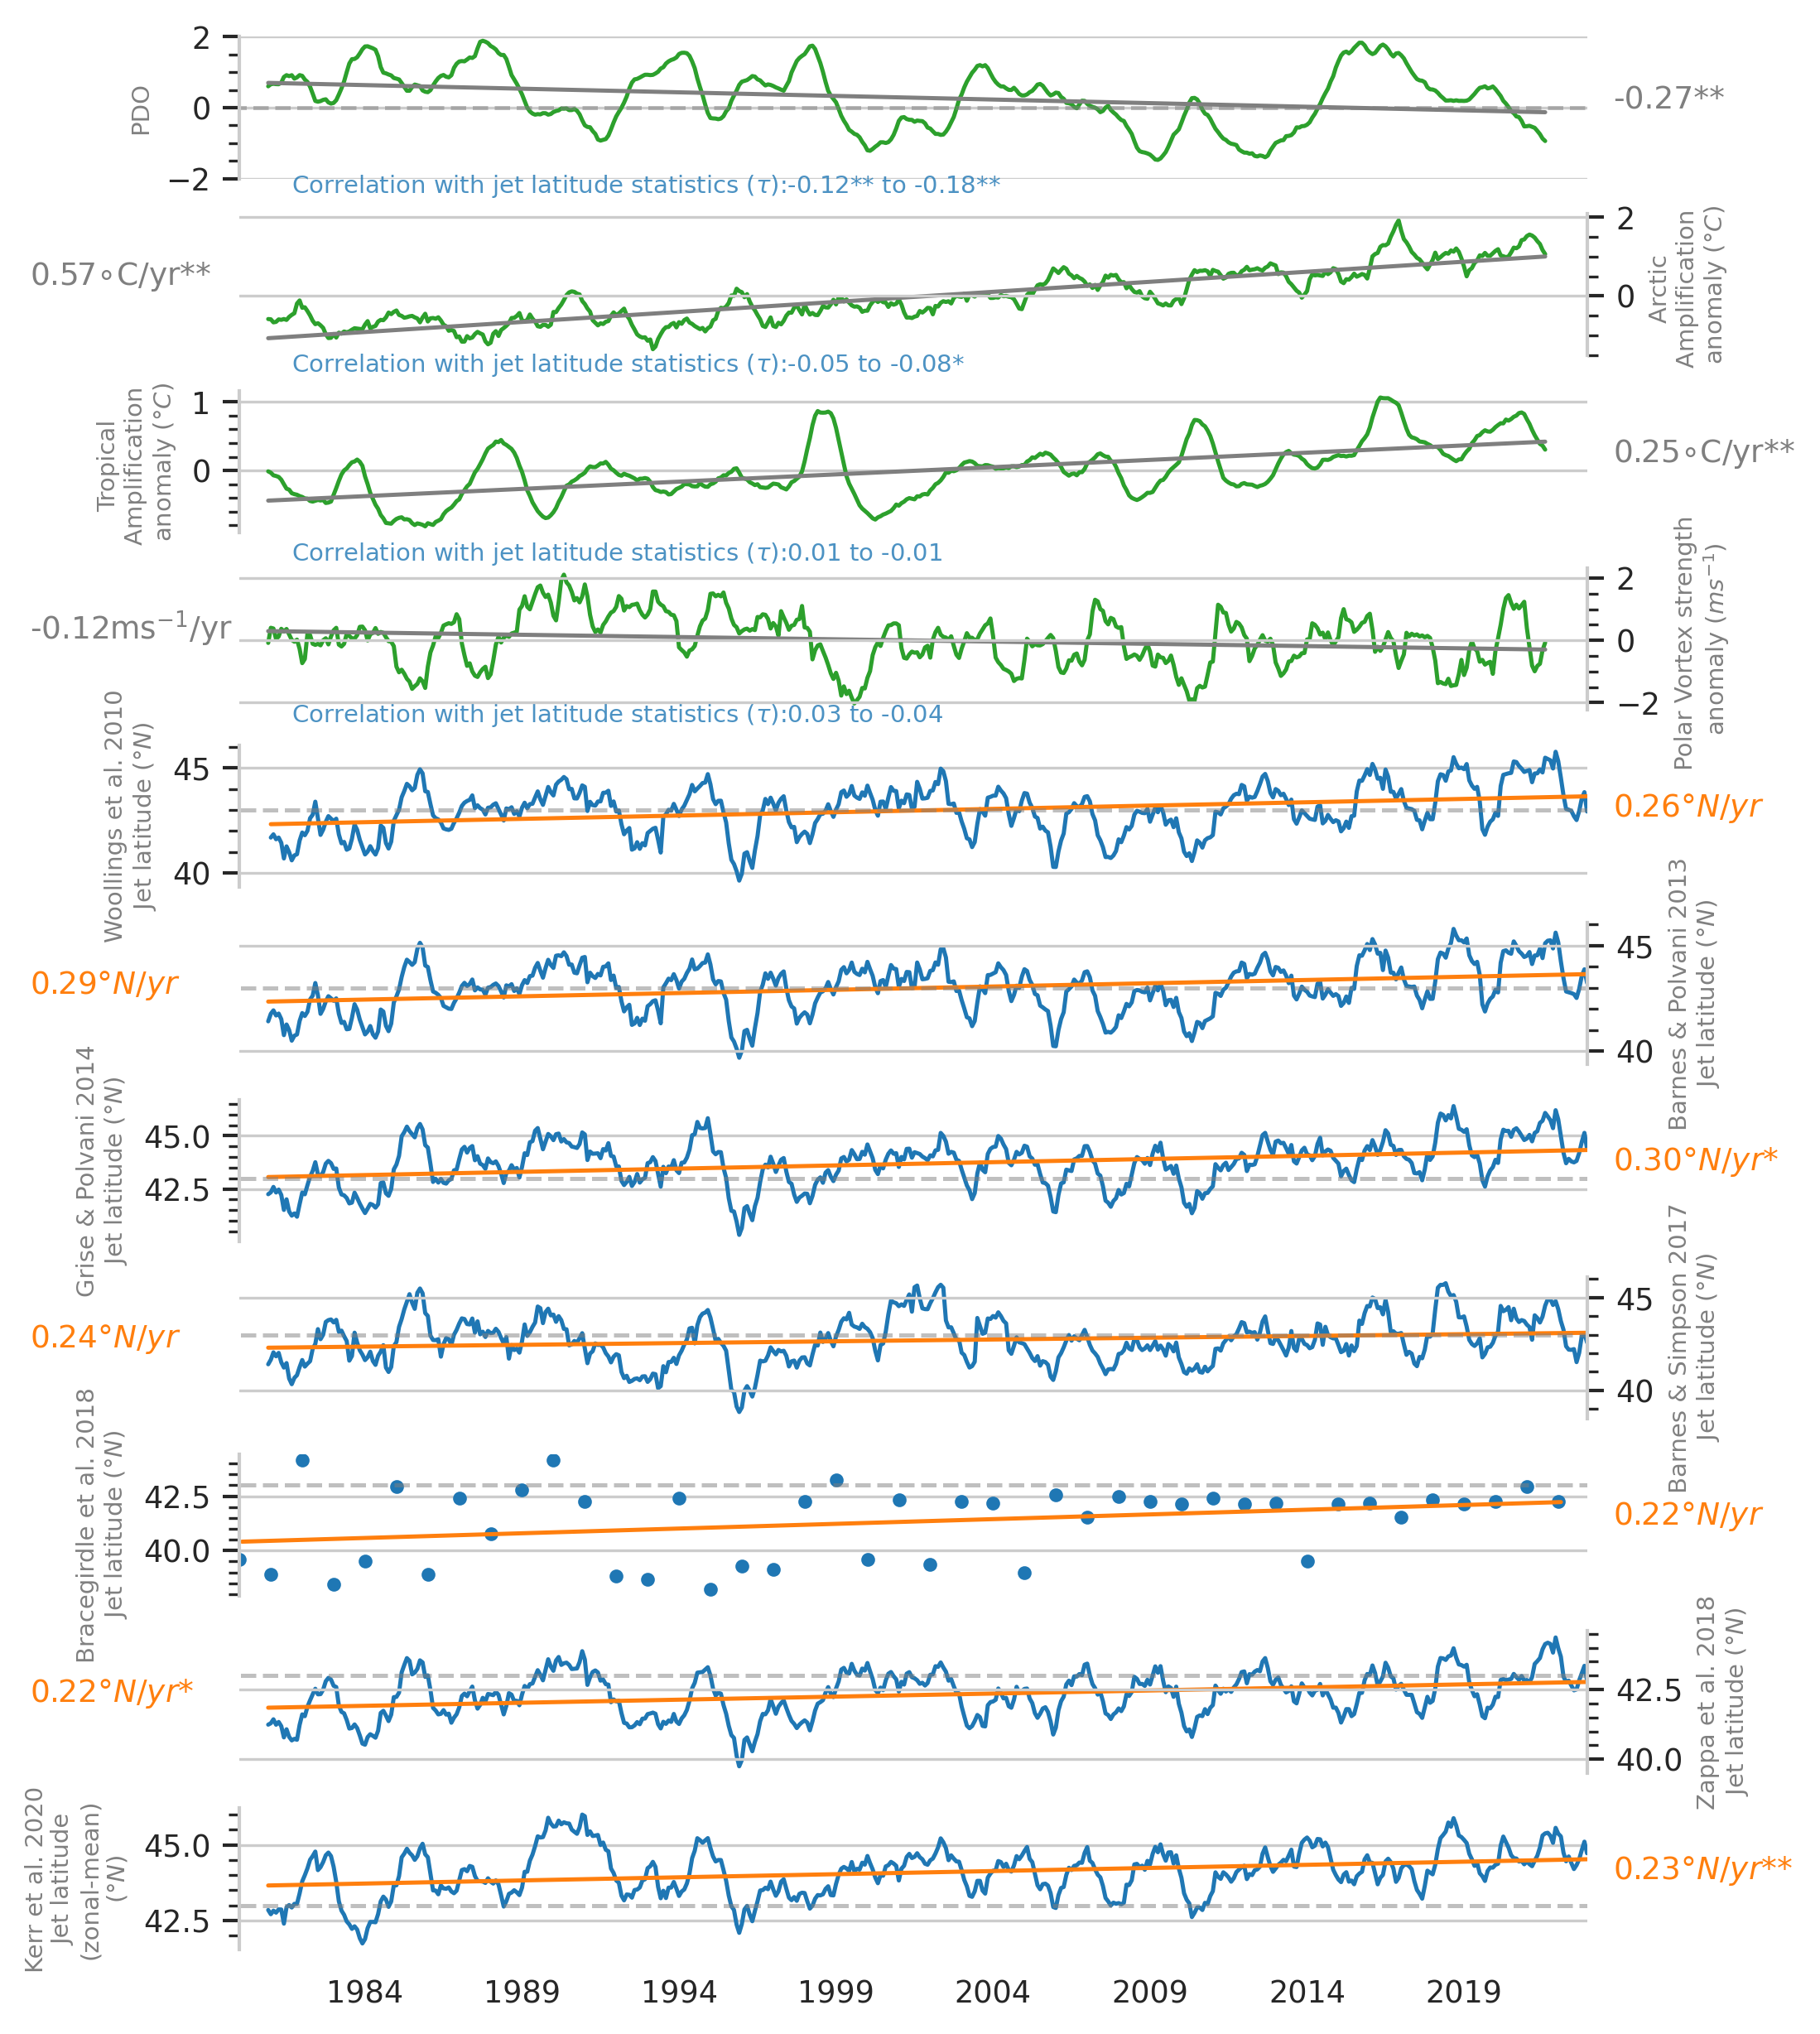 2
0
−2
PDO
-0.27**
Correlation with jet latitude statistics (τ):-0.12** to -0.18**
0.57∘C/yr**
2
0
Arctic
Amplification
anomaly (°C)
Correlation with jet latitude statistics (τ):-0.05 to -0.08*
Tropical
Amplification
anomaly (°C)
1
0
0.25∘C/yr**
Correlation with jet latitude statistics (τ):0.01 to -0.01
-0.12ms⁻¹/yr
2
0
−2
Polar Vortex strength
anomaly (ms⁻¹)
Correlation with jet latitude statistics (τ):0.03 to -0.04
Woollings et al. 2010
Jet latitude (°N)
45
40
0.26°N/yr
0.29°N/yr
45
40
Barnes & Polvani 2013
Jet latitude (°N)
Grise & Polvani 2014
Jet latitude (°N)
45.0
42.5
0.30°N/yr*
0.24°N/yr
45
40
Barnes & Simpson 2017
Jet latitude (°N)
Bracegirdle et al. 2018
Jet latitude (°N)
42.5
40.0
0.22°N/yr
0.22°N/yr*
42.5
40.0
Zappa et al. 2018
Jet latitude (°N)
Kerr et al. 2020
Jet latitude
(zonal-mean)
(°N)
45.0
42.5
0.23°N/yr**
1984 1989 1994 1999 2004 2009 2014 2019